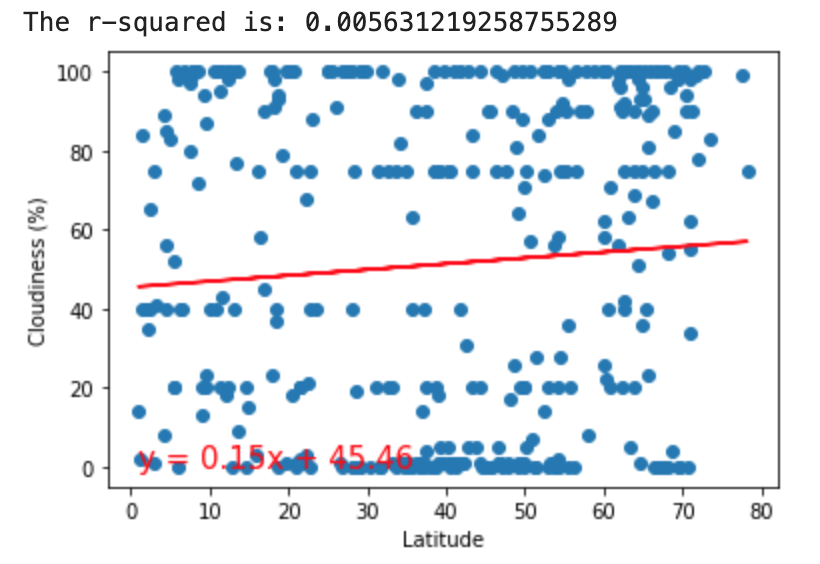 The r-squared is: 0.005631219258755289
100
80
60
40
20
0
Cloudiness (%)
y = 0.15x + 45.46
0 10 20 30 40 50 60 70 80
Latitude